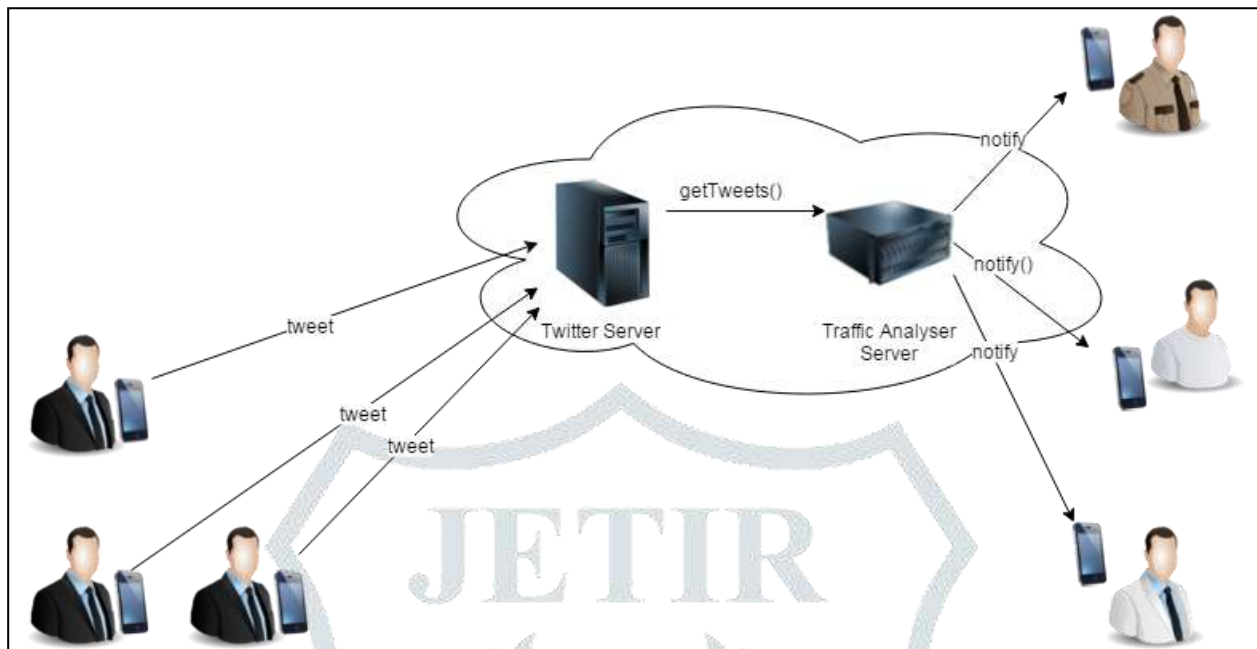 notify
getTweets()
notify()
tweet
Twitter Server
Traffic Analyser
Server
notify
tweet
tweet
JETIR